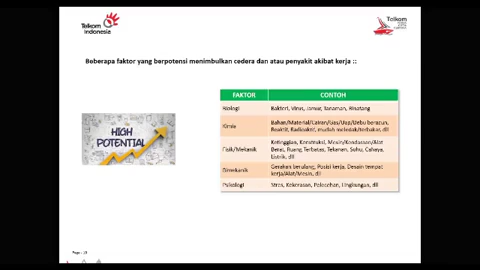 Telkom
Indonesia
Telkom
Beberapa faktor yang berpotensi menimbulkan cedera dan atau penyakit akibat kerja ::
FAKTOR CONTOH
Biologi Bakteri, Virus, Jamur, Tanaman, Binatang
Kimia Bahan/Material/Cairan/Gas/Uap/Debu beracun,
Reaktif, Radioaktif, mudah meledak/terbakar, dll
Fisik/Mekanik Ketinggian, Konstruksi, Mesin/Kendaraan/Alat
Berat, Ruang Terbatas, Tekanan, Suhu, Cahaya,
Listrik, dll
Biomekanik Gerakan berulang, Posisi kerja, Desain tempat
kerja/Alat/Mesin, dll
Psikologi Stres, Kekerasan, Pelecehan, Lingkungan, dll
HIGH
POTENTIAL